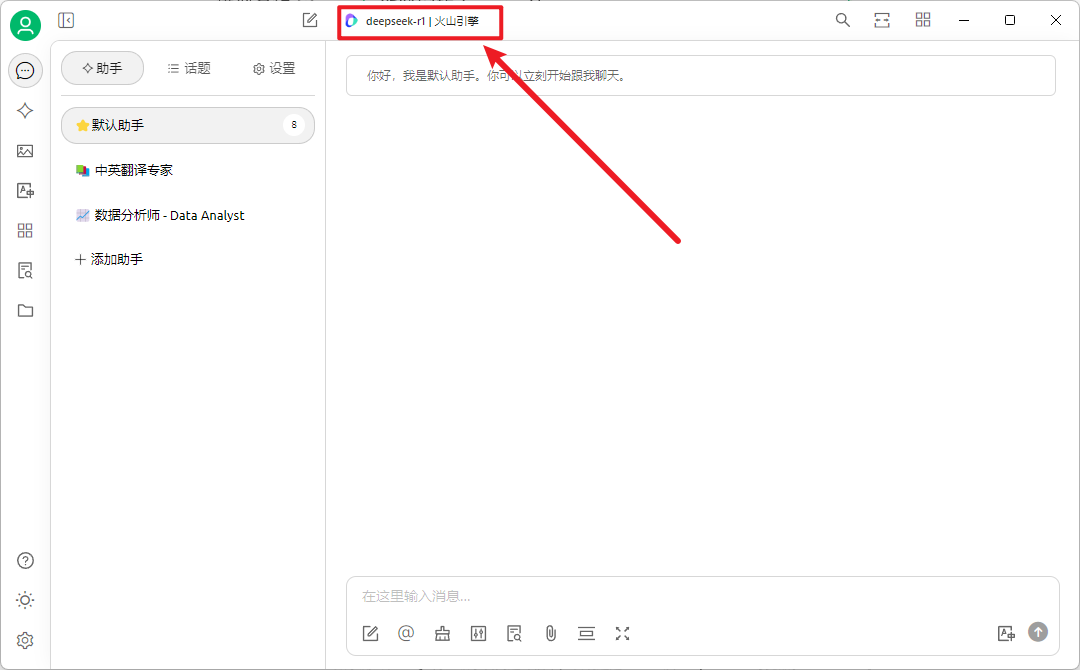 deepseek-r1 | 火山引擎
助手
话题
设置
你好，我是默认助手。你可以立刻开始跟我聊天。
默认助手
8
中英翻译专家
数据分析师 - Data Analyst
添加助手
在这里输入消息...